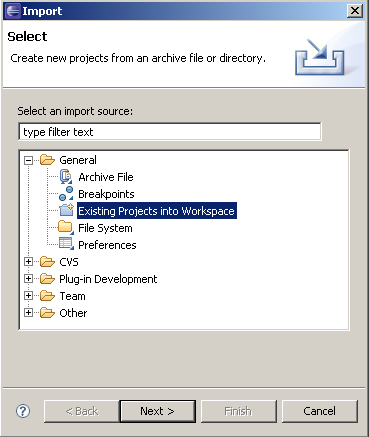 Import
Select
Create new projects from an archive file or directory.
Select an import source:
type filter text
General
Archive File
Breakpoints
Existing Projects into Workspace
File System
Preferences
CVS
Plug-in Development
Team
Other
? < Back Next > Finish Cancel